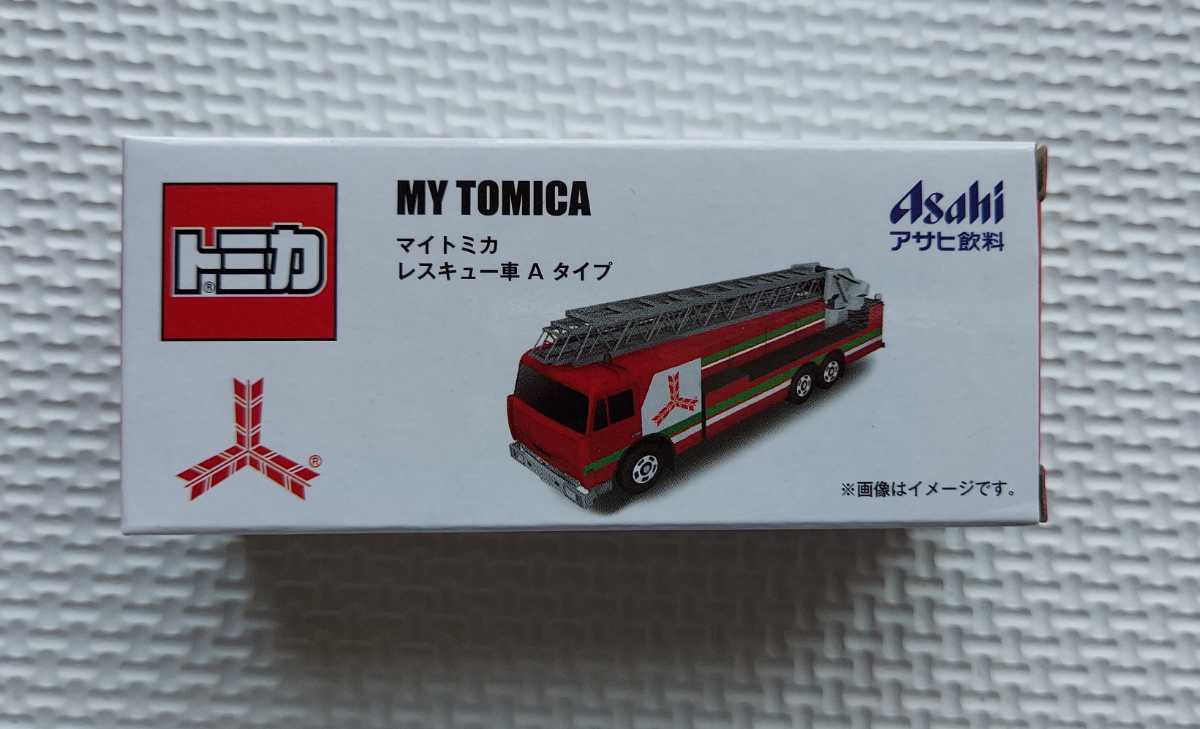 トミカ®
MY TOMICA
マイトミカ
レスキュー車 A タイプ
Asahi
アサヒ飲料
®
※画像はイメージです。